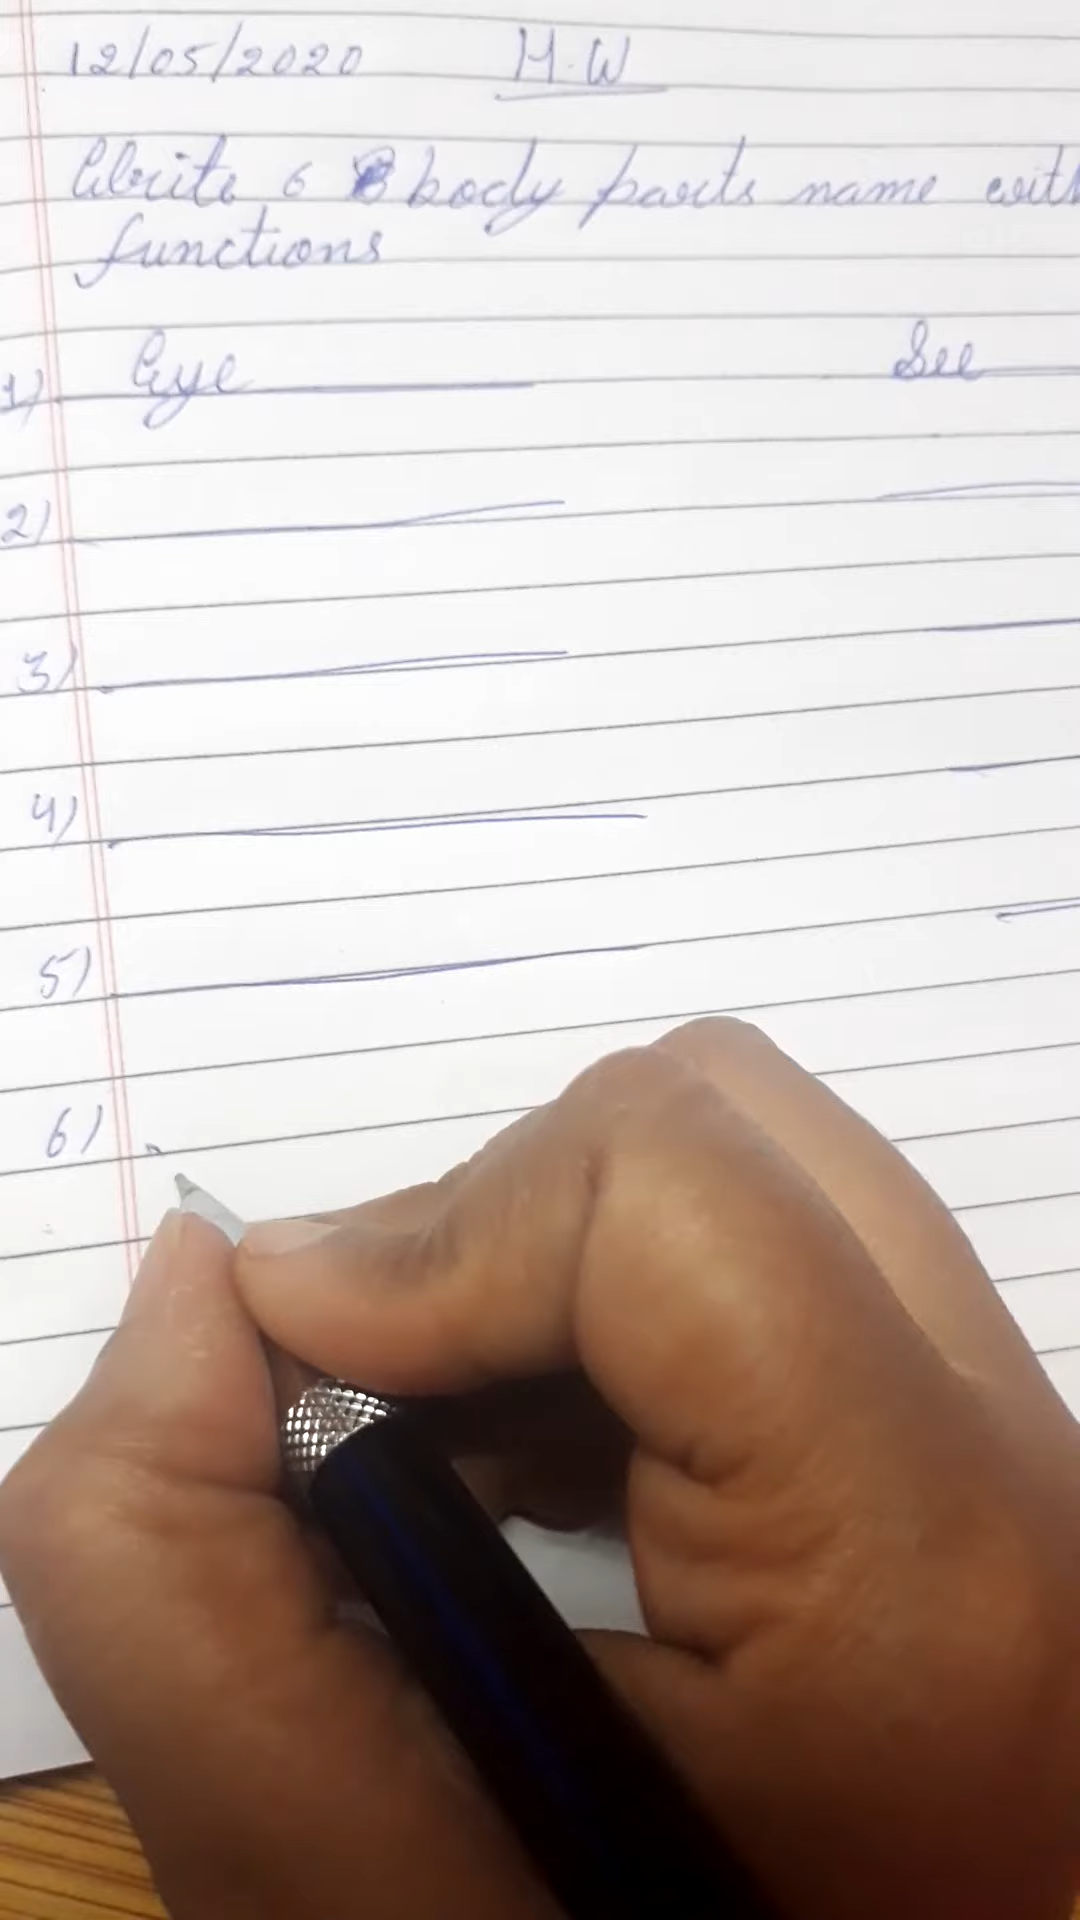 12/05/2020 H.W
Write 6 body parts name with
functions
1) Eye See
2)
3)
4)
5)
6)